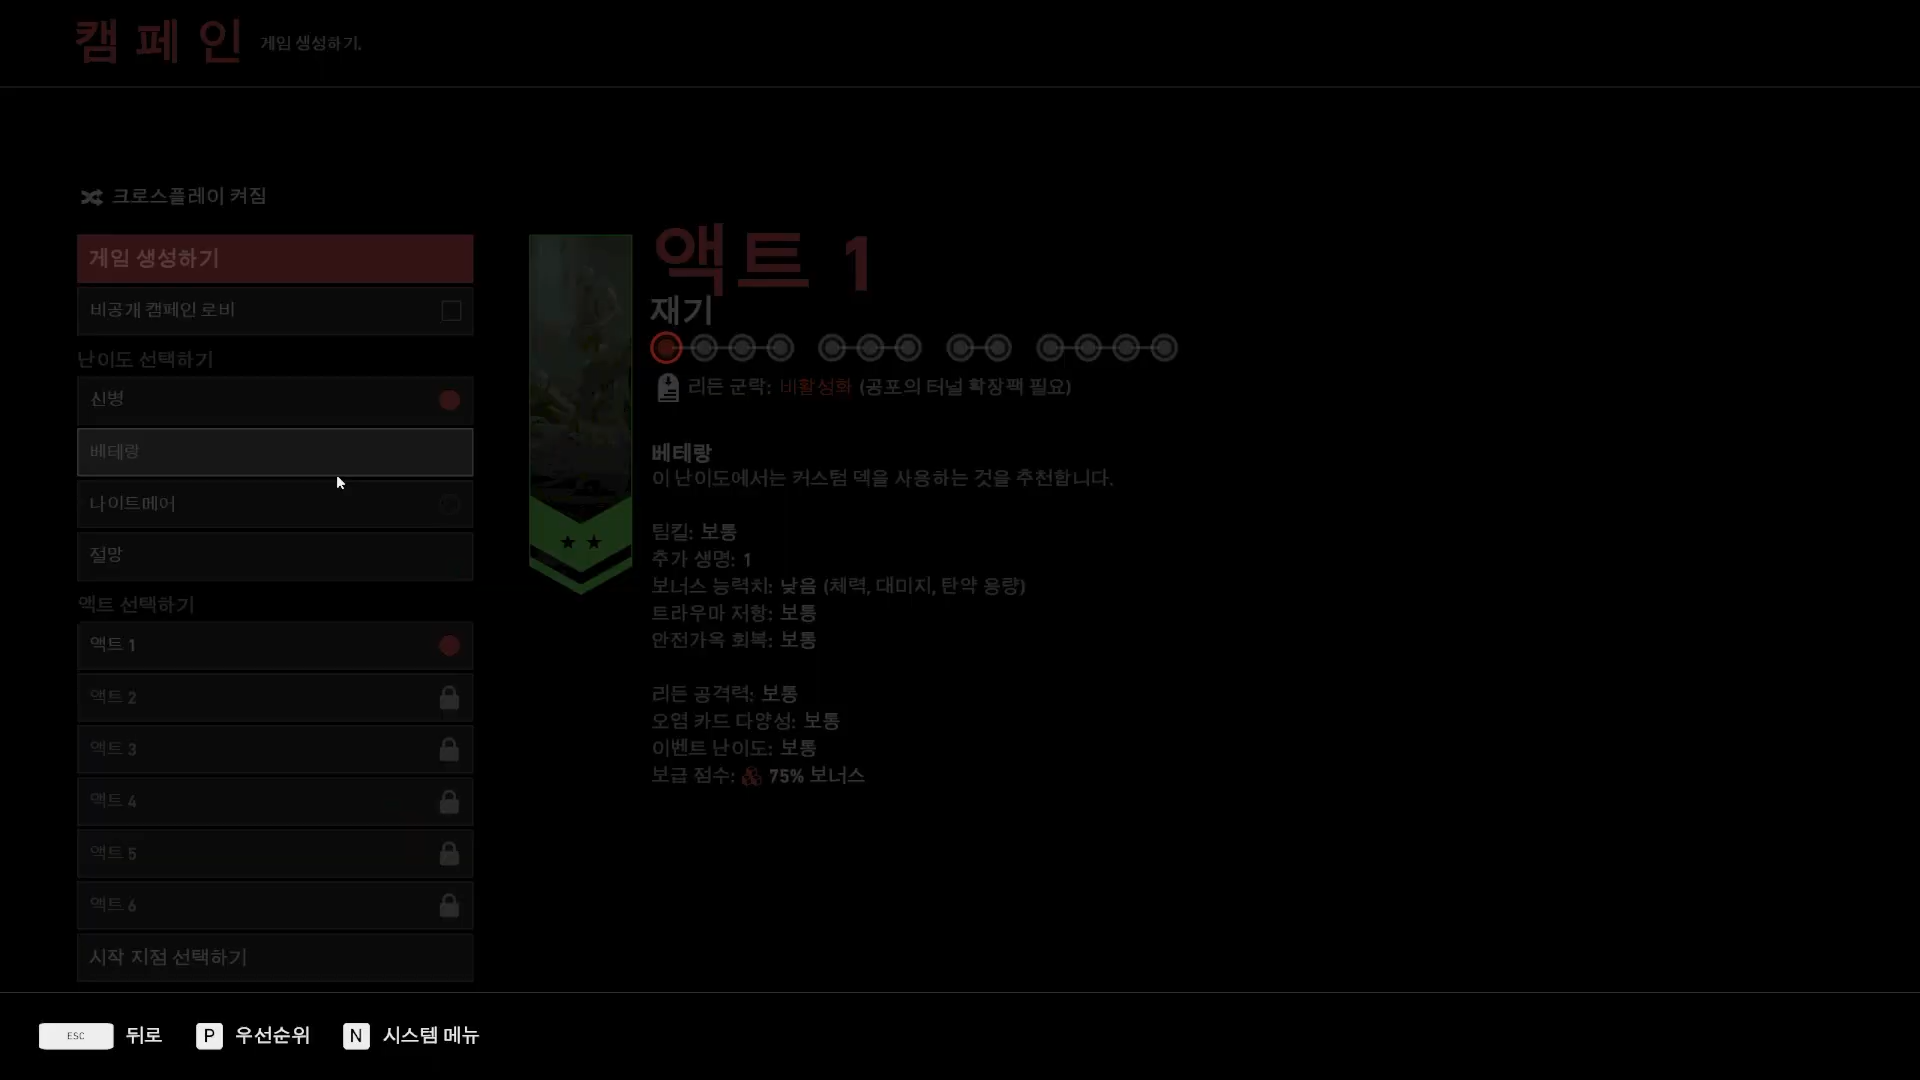 캠페인 게임 생성하기.
크로스플레이 켜짐
게임 생성하기
비공개 캠페인 로비
난이도 선택하기
신병
베테랑
나이트메어
절망
액트 선택하기
액트 1
액트 2
액트 3
액트 4
액트 5
액트 6
시작 지점 선택하기
액트 1
재기
리든 군락: 비활성화 (공포의 터널 확장팩 필요)
베테랑
이 난이도에서는 커스텀 덱을 사용하는 것을 추천합니다.
팀킬: 보통
추가 생명: 1
보너스 능력치: 낮음 (체력, 대미지, 탄약 용량)
트라우마 저항: 보통
안전가옥 회복: 보통
리든 공격력: 보통
오염 카드 다양성: 보통
이벤트 난이도: 보통
보급 점수: 75% 보너스
ESC 뒤로 P 우선순위 N 시스템 메뉴